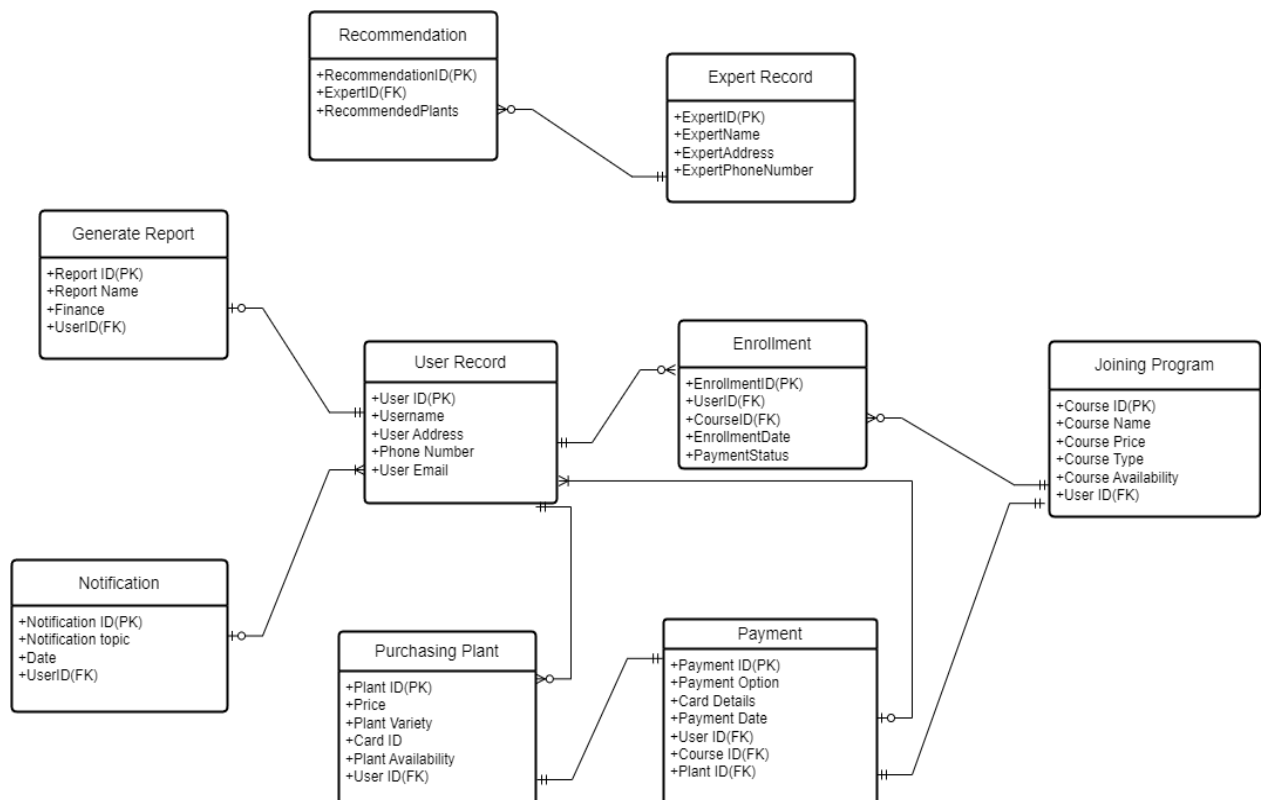 Recommendation
+RecommendationID(PK)
+ExpertID(FK)
+RecommendedPlants
Expert Record
+ExpertID(PK)
+ExpertName
+ExpertAddress
+ExpertPhoneNumber
Generate Report
+Report ID(PK)
+Report Name
+Finance
+UserID(FK)
User Record
+User ID(PK)
+Username
+User Address
+Phone Number
+User Email
Enrollment
+EnrollmentID(PK)
+UserID(FK)
+CourseID(FK)
+EnrollmentDate
+PaymentStatus
Joining Program
+Course ID(PK)
+Course Name
+Course Price
+Course Type
+Course Availability
+User ID(FK)
Notification
+Notification ID(PK)
+Notification topic
+Date
+UserID(FK)
Purchasing Plant
+Plant ID(PK)
+Price
+Plant Variety
+Card ID
+Plant Availability
+User ID(FK)
Payment
+Payment ID(PK)
+Payment Option
+Card Details
+Payment Date
+User ID(FK)
+Course ID(FK)
+Plant ID(FK)